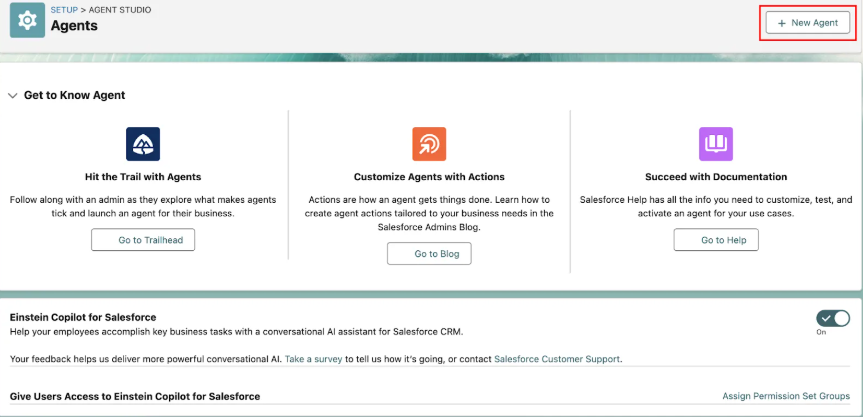 SETUP > AGENT STUDIO
Agents
+ New Agent
Get to Know Agent
Hit the Trail with Agents
Follow along with an admin as they explore what makes agents
tick and launch an agent for their business.
Go to Trailhead
Customize Agents with Actions
Actions are how an agent gets things done. Learn how to
create agent actions tailored to your business needs in the
Salesforce Admins Blog.
Go to Blog
Succeed with Documentation
Salesforce Help has all the info you need to customize, test, and
activate an agent for your use cases.
Go to Help
Einstein Copilot for Salesforce
Help your employees accomplish key business tasks with a conversational AI assistant for Salesforce CRM.
On
Your feedback helps us deliver more powerful conversational AI. Take a survey to tell us how it's going, or contact Salesforce Customer Support.
Give Users Access to Einstein Copilot for Salesforce
Assign Permission Set Groups